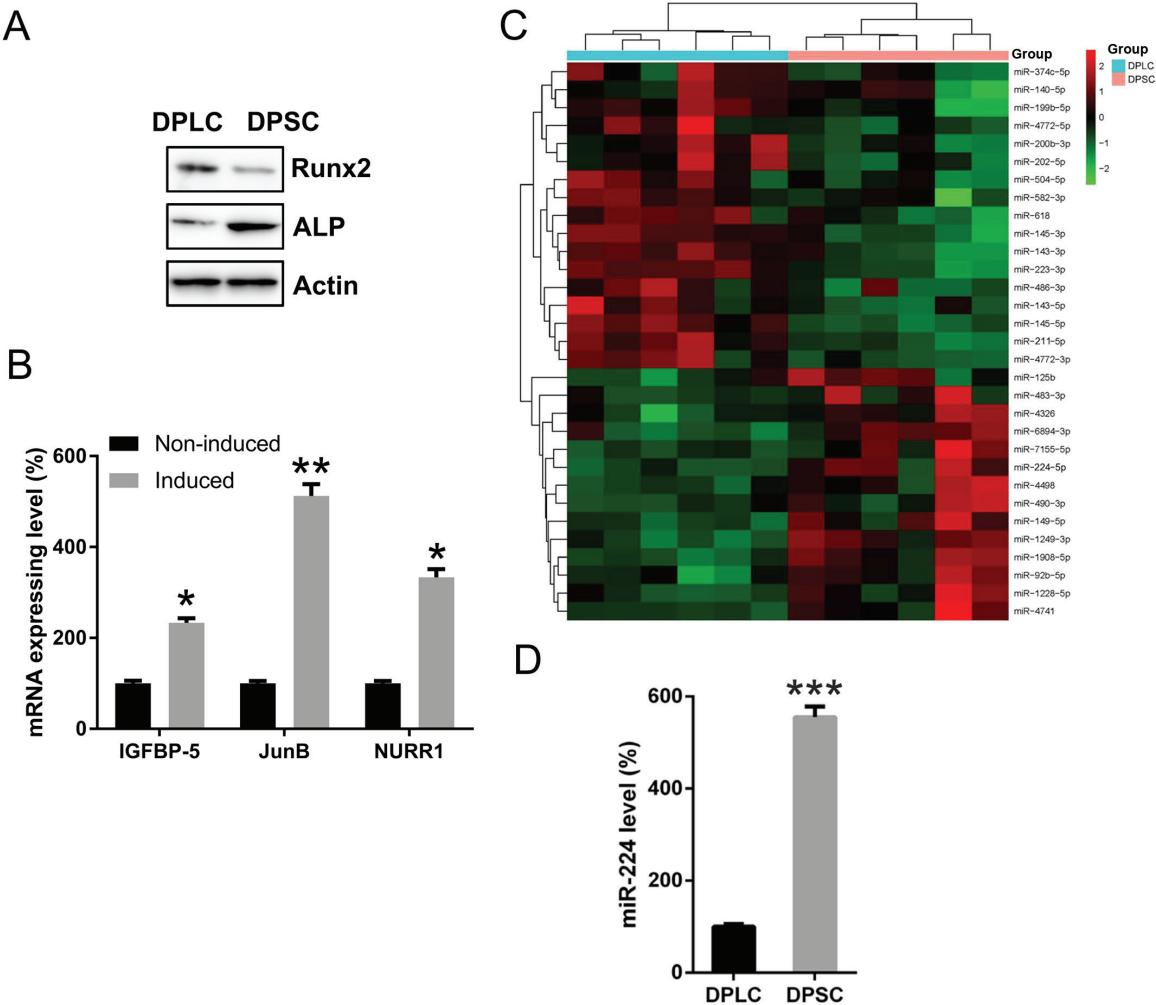 A
DPLC DPSC
Runx2
ALP
Actin
B
Non-induced
Induced
mRNA expressing level (%)
600
400
200
0
*
**
*
IGFBP-5 JunB NURR1
C
Group
miR-374c-5p
miR-140-5p
miR-199b-5p
miR-4772-5p
miR-200b-3p
miR-202-5p
miR-504-5p
miR-582-3p
miR-618
miR-145-3p
miR-143-3p
miR-223-3p
miR-486-3p
miR-143-5p
miR-145-5p
miR-211-5p
miR-4772-3p
miR-125b
miR-483-3p
miR-4326
miR-6894-3p
miR-7155-5p
miR-224-5p
miR-4498
miR-490-3p
miR-149-5p
miR-1249-3p
miR-1908-5p
miR-92b-5p
miR-1228-5p
miR-4741
2
1
0
-1
-2
Group
DPLC
DPSC
D
miR-224 level (%)
600
400
200
0
***
DPLC DPSC